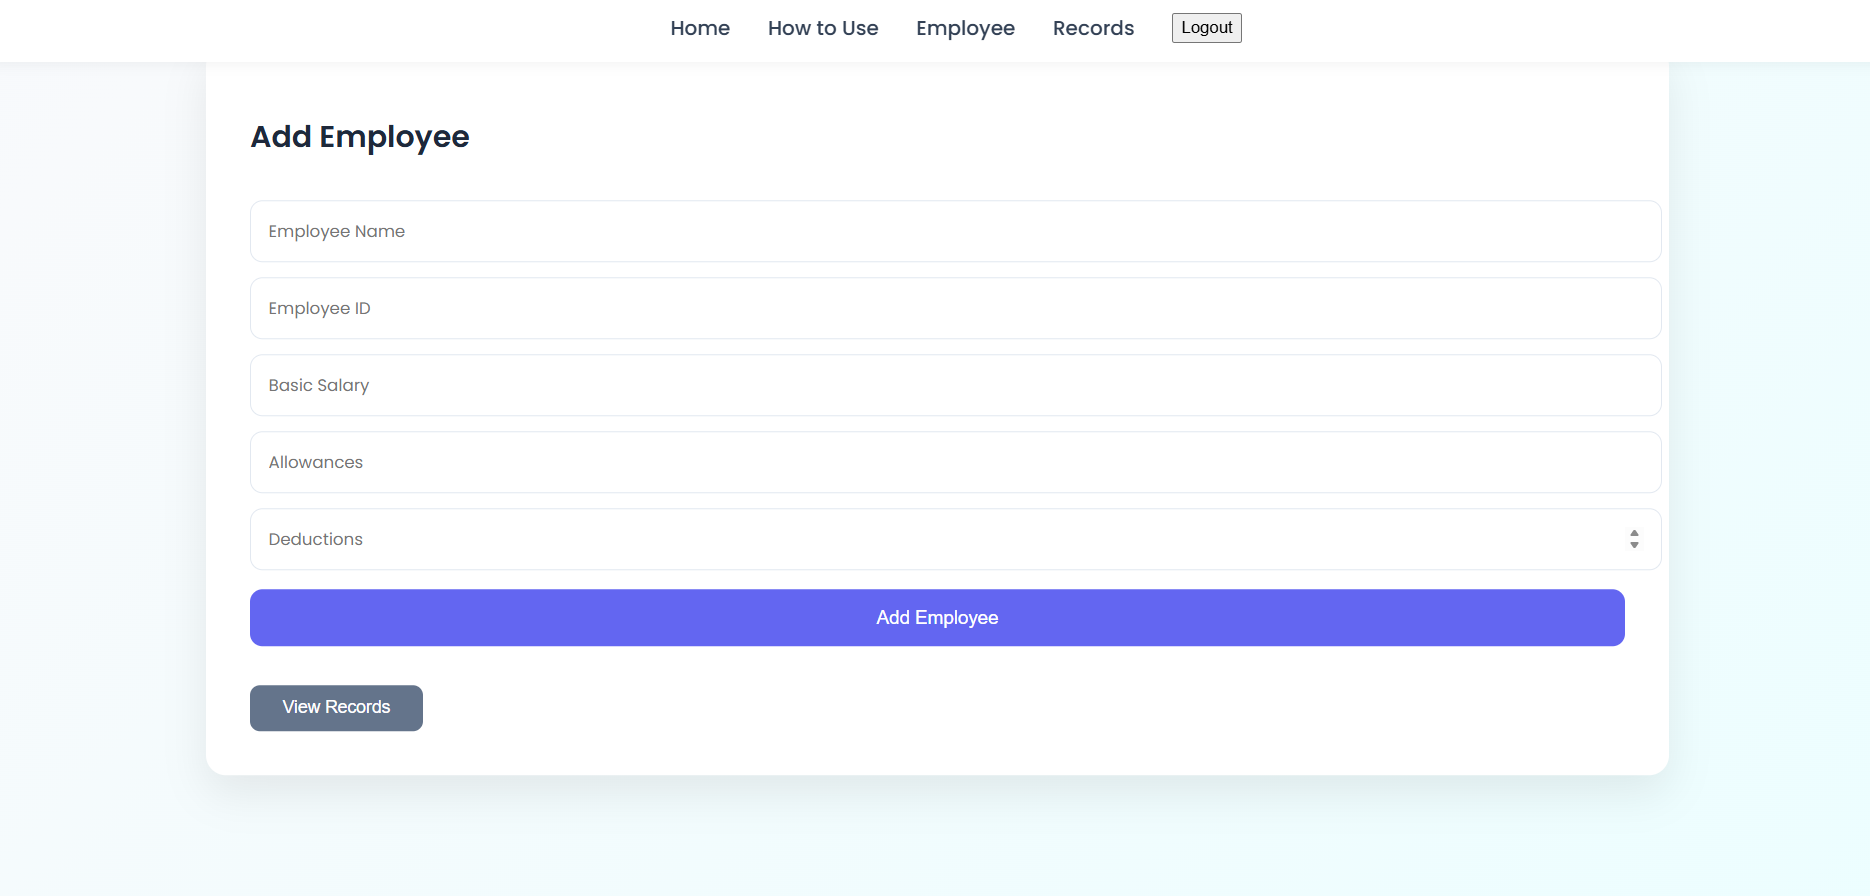 Home How to Use Employee Records Logout
Add Employee
Employee Name
Employee ID
Basic Salary
Allowances
Deductions
Add Employee
View Records